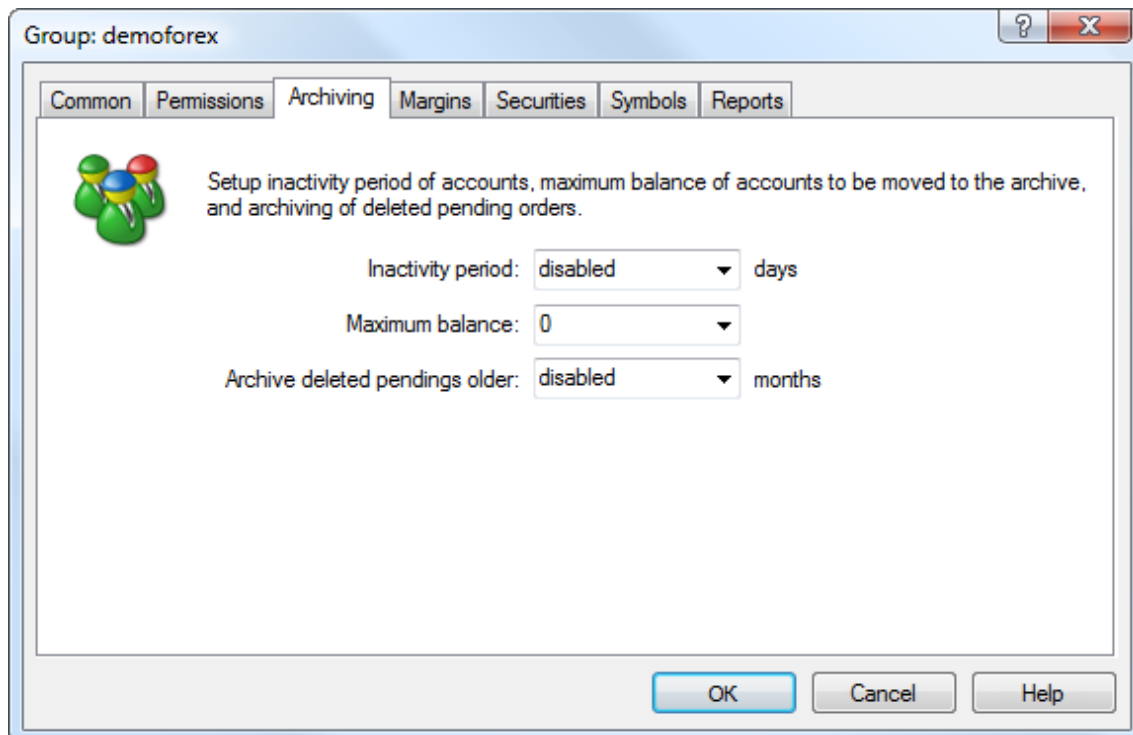 Group: demoforex
Common Permissions Archiving Margins Securities Symbols Reports
Setup inactivity period of accounts, maximum balance of accounts to be moved to the archive,
and archiving of deleted pending orders.
Inactivity period: disabled days
Maximum balance: 0
Archive deleted pendings older: disabled months
OK Cancel Help